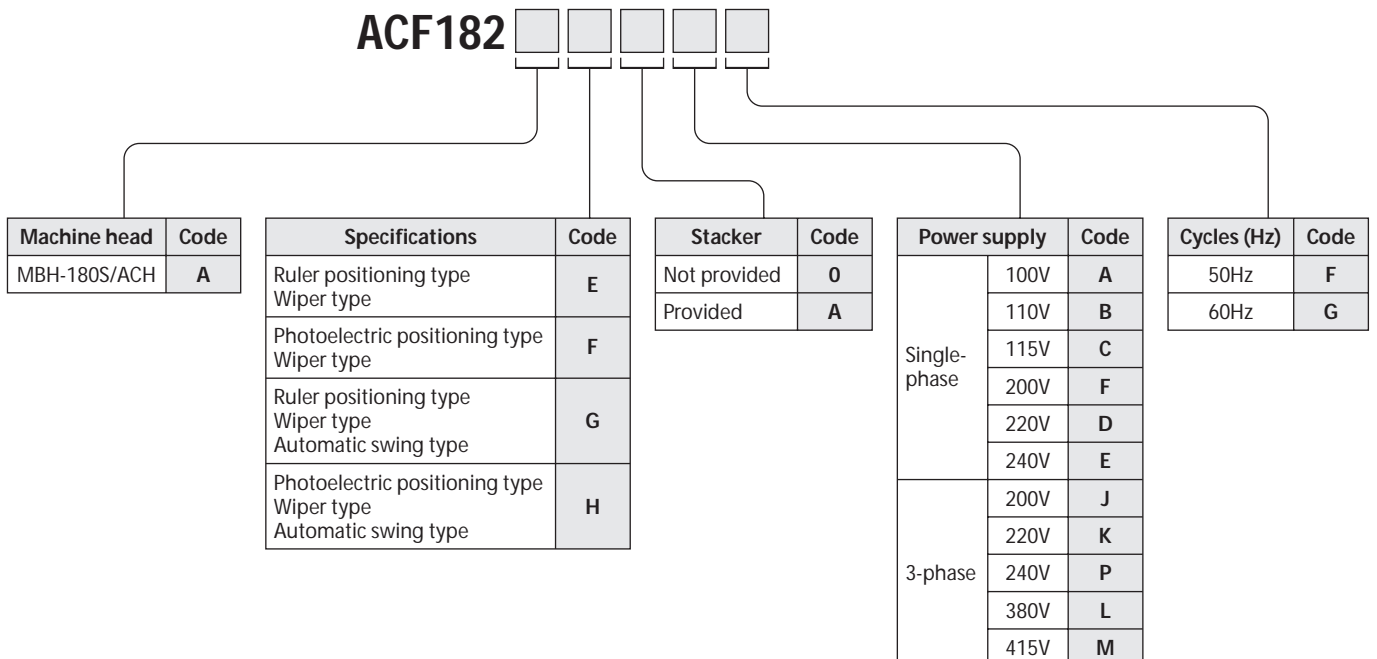 ACF182
Machine head Code
MBH-180S/ACH A
Specifications Code
Ruler positioning type
Wiper type
E
Photoelectric positioning type
Wiper type
F
Ruler positioning type
Wiper type
Automatic swing type
G
Photoelectric positioning type
Wiper type
Automatic swing type
H
Stacker Code
Not provided 0
Provided A
Power supply Code
Single-
phase
100V A
110V B
115V C
200V F
220V D
240V E
3-phase
200V J
220V K
240V P
380V L
415V M
Cycles (Hz) Code
50Hz F
60Hz G